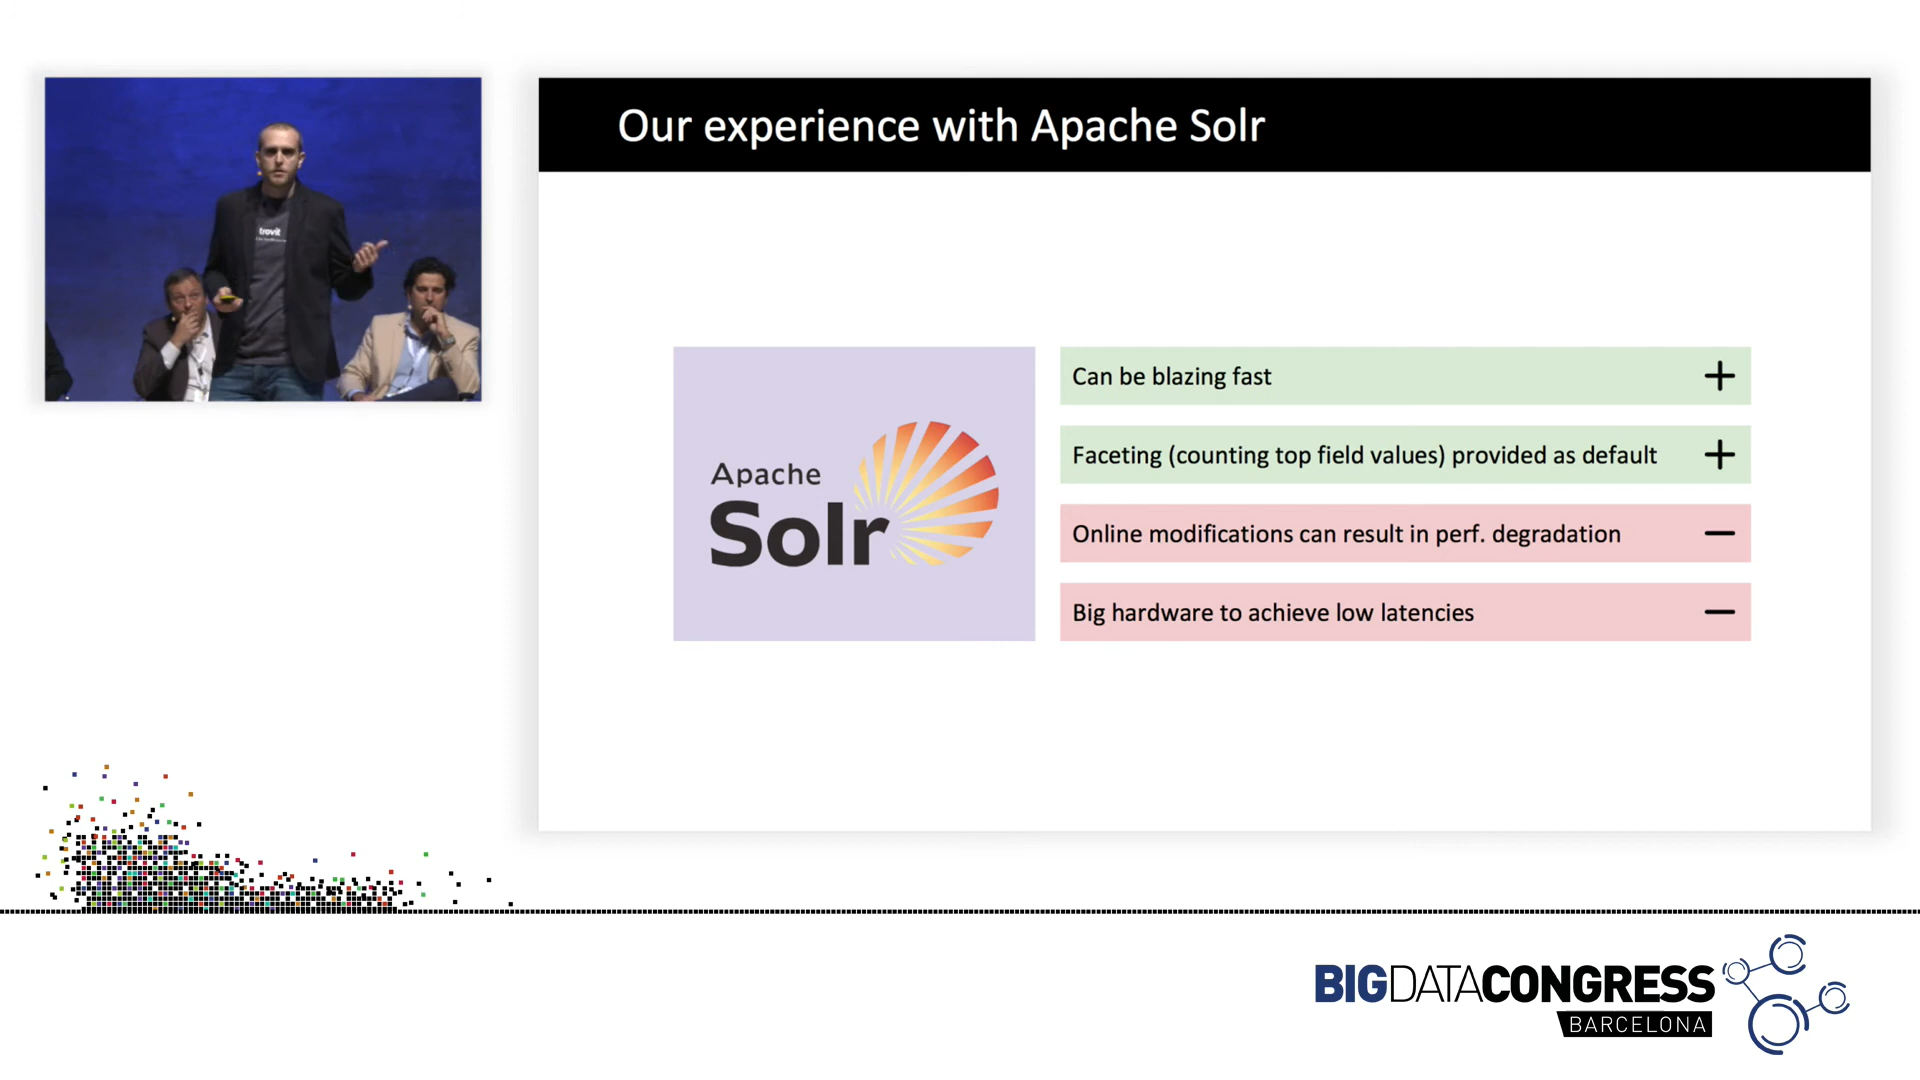 Our experience with Apache Solr
trovit
Apache
Solr
Can be blazing fast
Faceting (counting top field values) provided as default
Online modifications can result in perf. degradation
Big hardware to achieve low latencies
BIGDATACONGRESS
BARCELONA